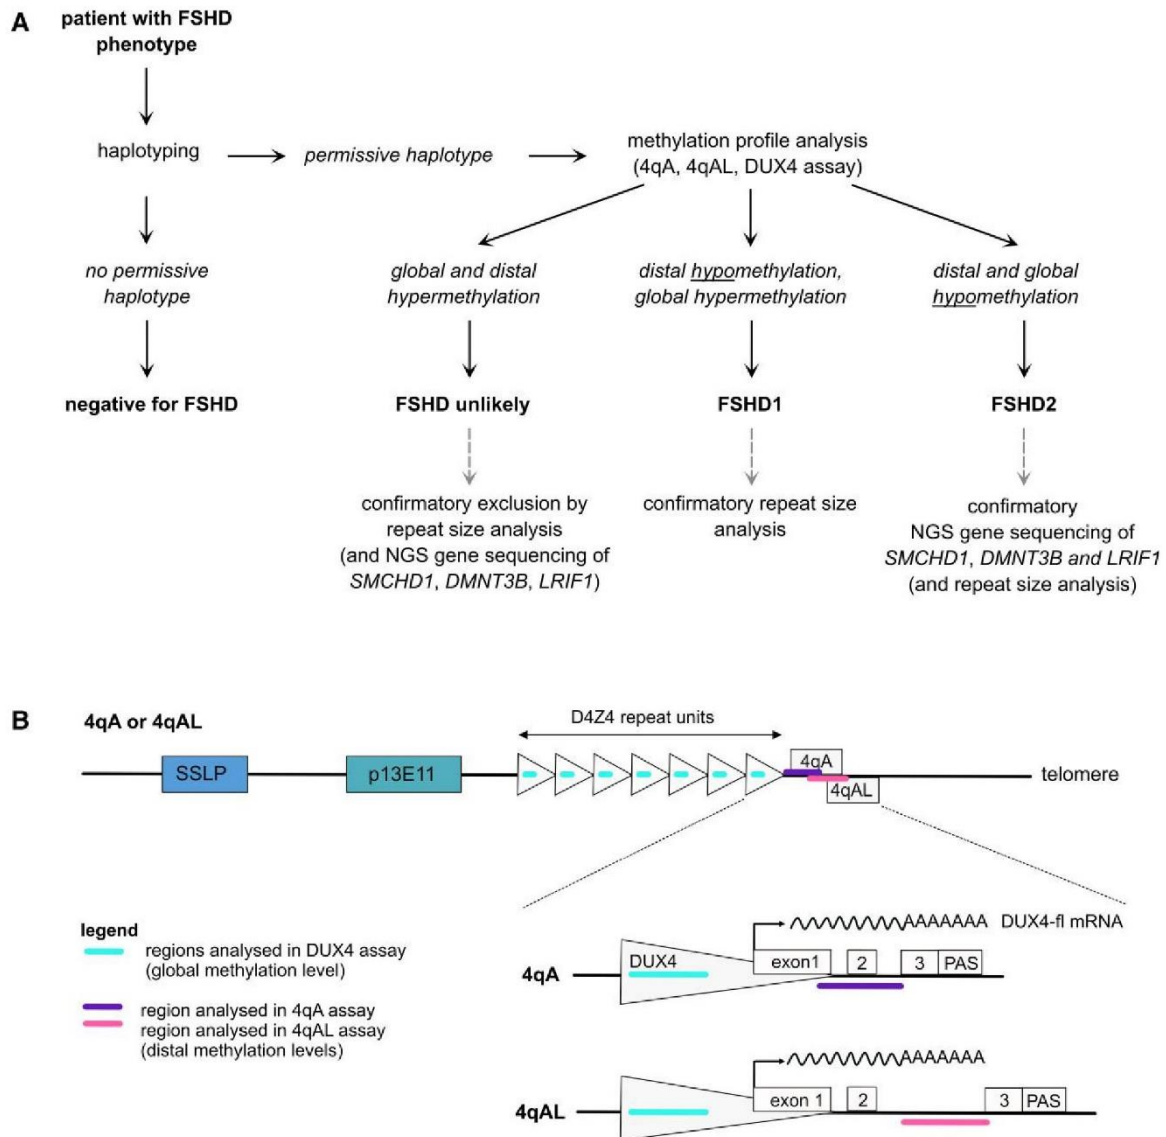 A
patient with FSHD
phenotype
haplotyping
permissive haplotype
methylation profile analysis
(4qA, 4qAL, DUX4 assay)
no permissive
haplotype
global and distal
hypermethylation
distal hypomethylation,
global hypermethylation
distal and global
hypomethylation
negative for FSHD
FSHD unlikely
FSHD1
FSHD2
confirmatory exclusion by
repeat size analysis
(and NGS gene sequencing of
SMCHD1, DMNT3B, LRIF1)
confirmatory repeat size
analysis
confirmatory
NGS gene sequencing of
SMCHD1, DMNT3B and LRIF1
(and repeat size analysis)
B
4qA or 4qAL
D4Z4 repeat units
SSLP
p13E11
4qA
4qAL
telomere
legend
regions analysed in DUX4 assay
(global methylation level)
region analysed in 4qA assay
region analysed in 4qAL assay
(distal methylation levels)
AAAAAAA DUX4-fl mRNA
4qA
DUX4
exon1
2
3
PAS
AAAAAAA
4qAL
exon 1
2
3
PAS